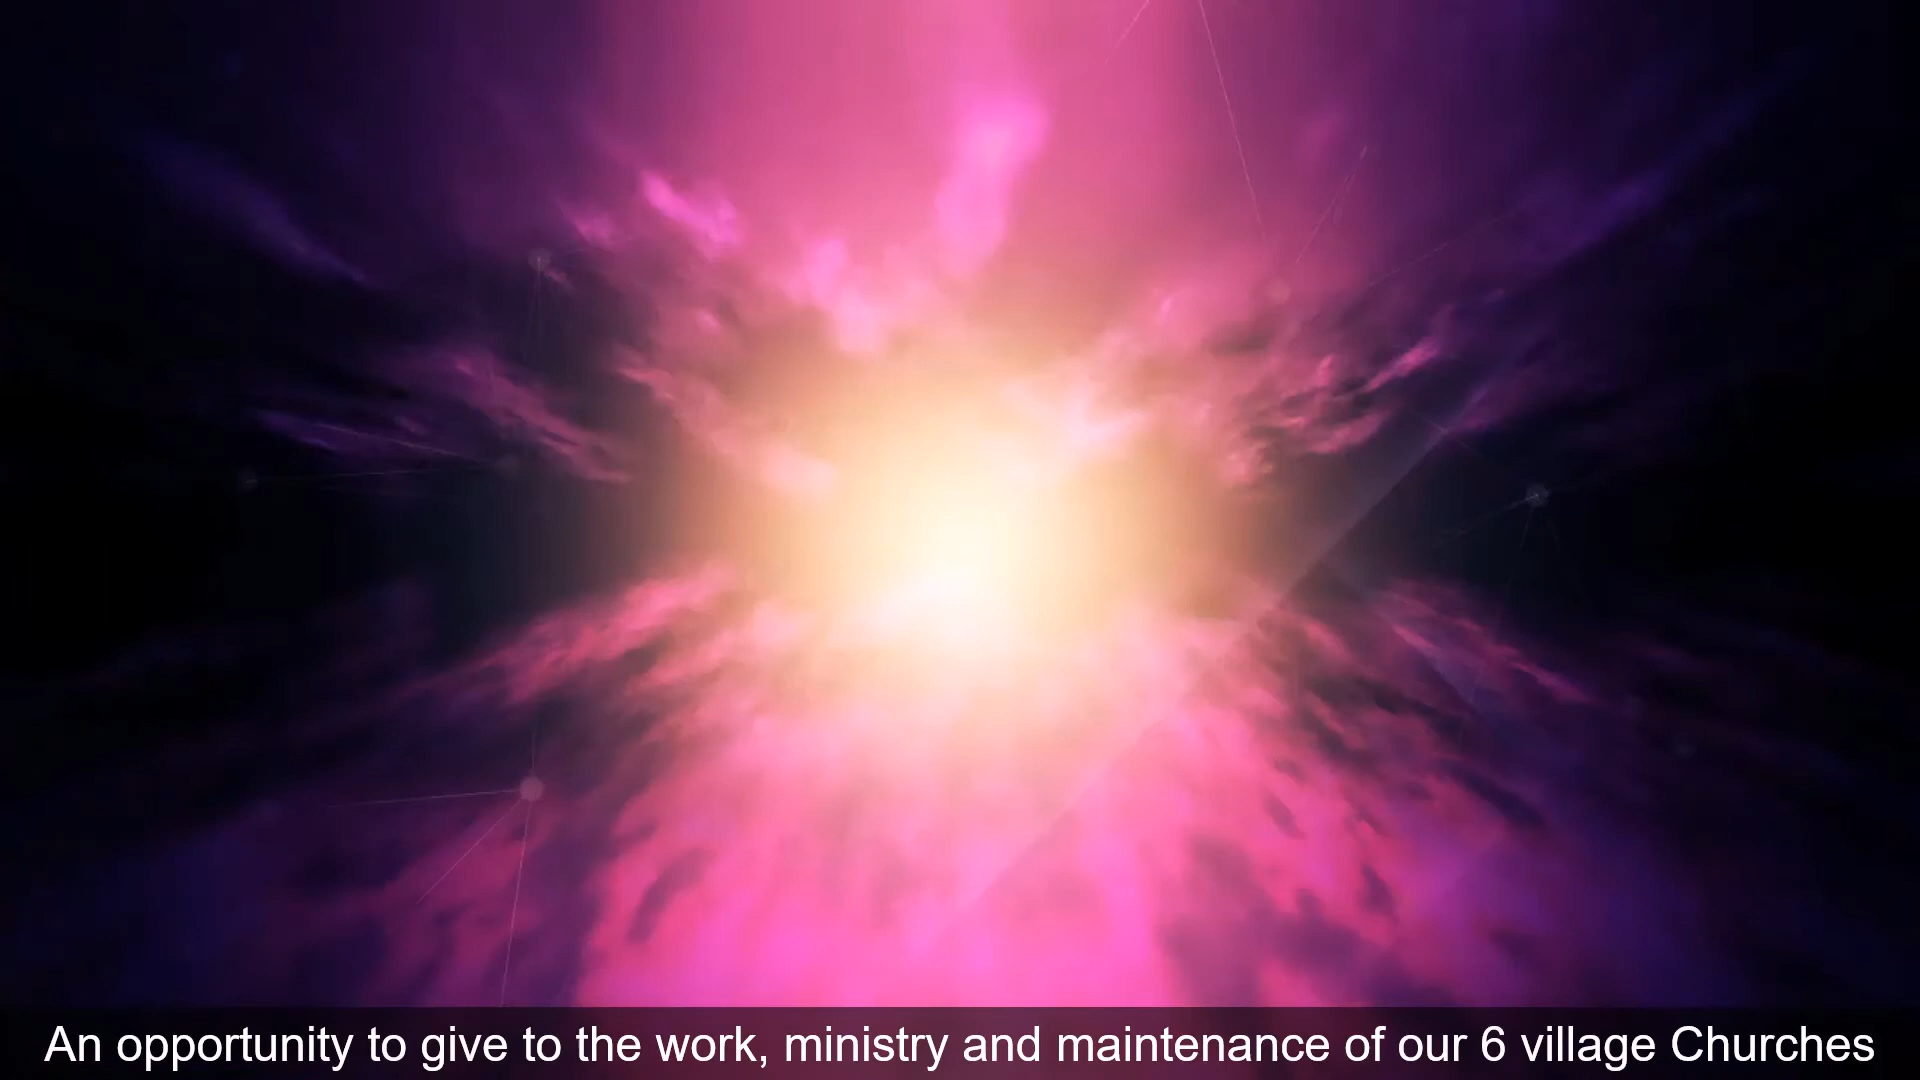 An opportunity to give to the work, ministry and maintenance of our 6 village Churches